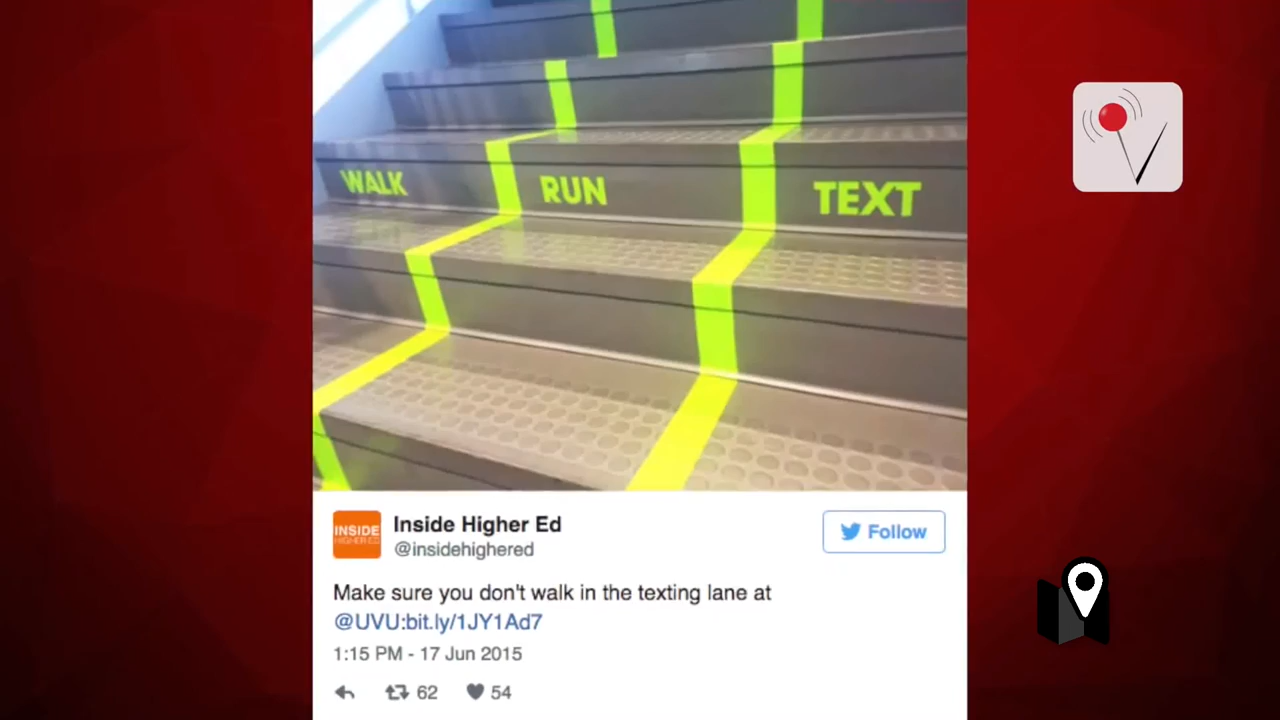 WALK RUN TEXT
INSIDE
HIGHER ED
Inside Higher Ed
@insidehighered
Follow
Make sure you don't walk in the texting lane at
@UVU:bit.ly/1JY1Ad7
1:15 PM - 17 Jun 2015
62 54